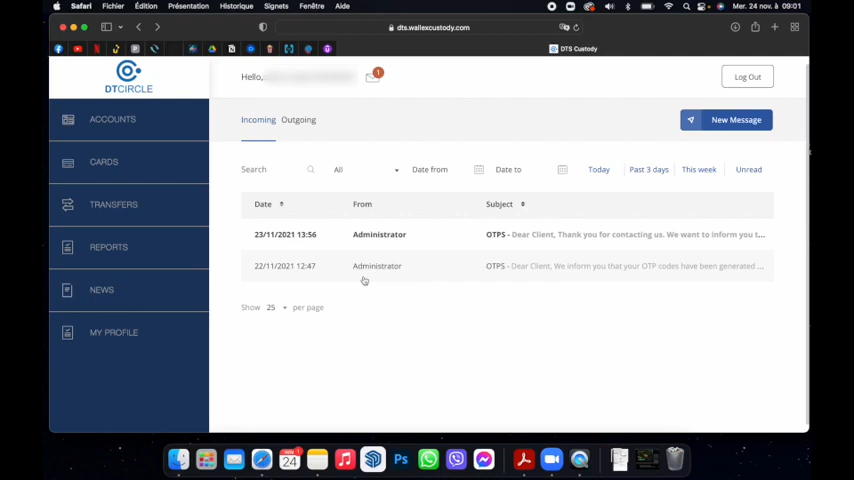 Safari Fichier Édition Présentation Historique Signets Fenêtre Aide Mer. 24 nov. à 09:01
dts.wallexcustody.com
DTS Custody
Hello,
1
Log Out
DTCIRCLE
ACCOUNTS
CARDS
TRANSFERS
REPORTS
NEWS
MY PROFILE
Incoming Outgoing
New Message
Search All Date from Date to Today Past 3 days This week Unread
Date From Subject
23/11/2021 13:56 Administrator OTPS - Dear Client, Thank you for contacting us. We want to inform you t...
22/11/2021 12:47 Administrator OTPS - Dear Client, We inform you that your OTP codes have been generated ...
Show 25 per page
24
Ps